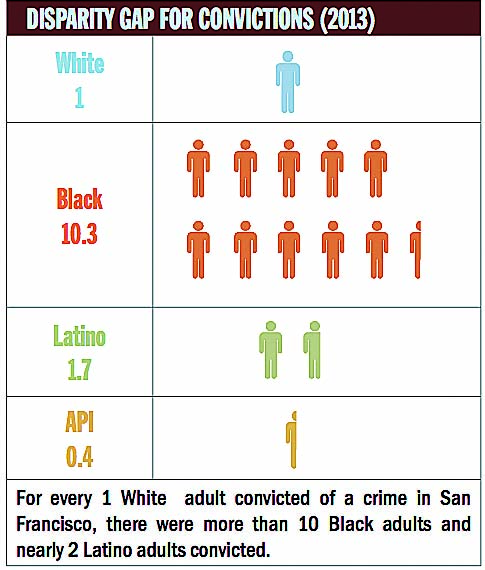 DISPARITY GAP FOR CONVICTIONS (2013)
White
1
Black
10.3
Latino
1.7
API
0.4
For every 1 White adult convicted of a crime in San
Francisco, there were more than 10 Black adults and
nearly 2 Latino adults convicted.